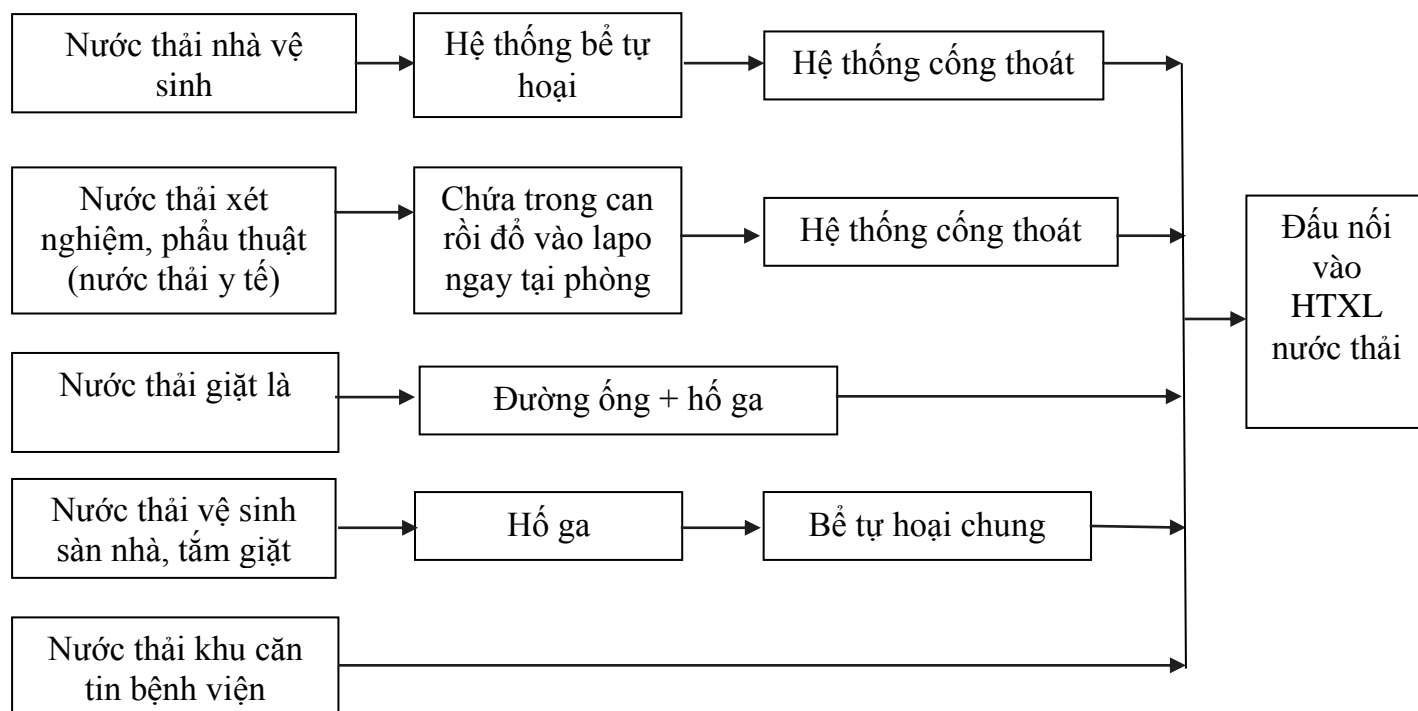 Nước thải nhà vệ
sinh
Hệ thống bể tự
hoại
Hệ thống cống thoát
Nước thải xét
nghiệm, phẩu thuật
(nước thải y tế)
Chứa trong can
rồi đổ vào lapo
ngay tại phòng
Hệ thống cống thoát
Đấu nối
vào
HTXL
nước thải
Nước thải giặt là
Đường ống + hố ga
Nước thải vệ sinh
sàn nhà, tắm giặt
Hố ga
Bể tự hoại chung
Nước thải khu căn
tin bệnh viện